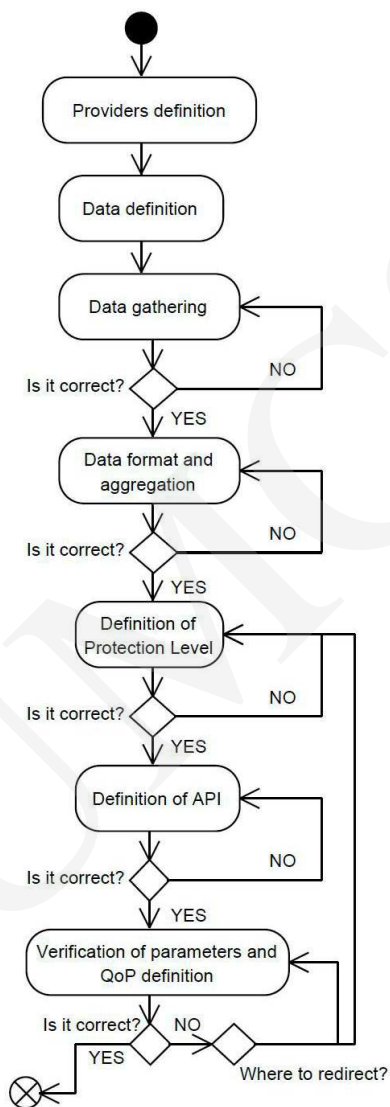 Providers definition
Data definition
Data gathering
NO
Is it correct?
YES
Data format and
aggregation
NO
Is it correct?
YES
Definition of
Protection Level
NO
Is it correct?
YES
Definition of API
NO
Is it correct?
YES
Verification of parameters and
QoP definition
Is it correct?
NO
YES
Where to redirect?